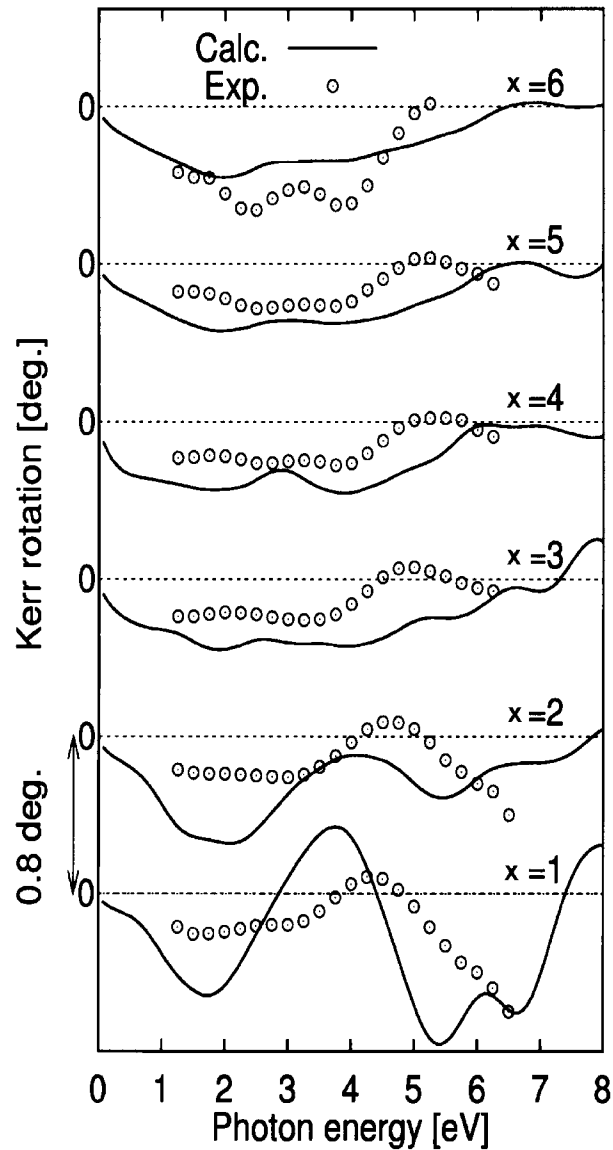 Calc.
Exp.
0 x=6
0 x=5
0 x=4
0 x=3
0 x=2
0 x=1
Kerr rotation [deg.]
0.8 deg.
0 1 2 3 4 5 6 7 8
Photon energy [eV]